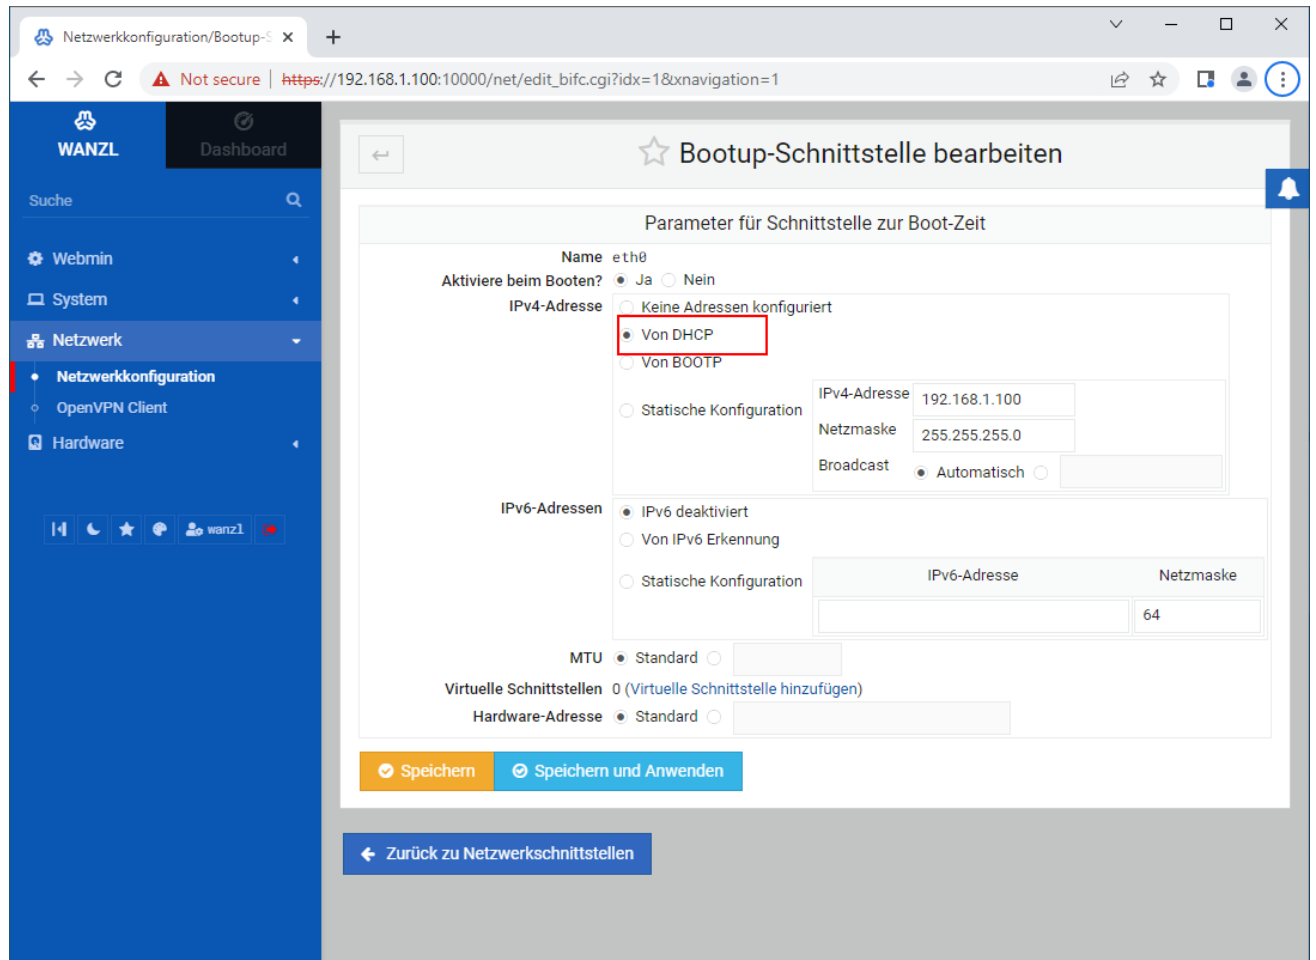 Netzwerkkonfiguration/Bootup-S
Not secure | https://192.168.1.100:10000/net/edit_bifc.cgi?idx=1&xnavigation=1
WANZL
Dashboard
Suche
Webmin
System
Netzwerk
Netzwerkkonfiguration
OpenVPN Client
Hardware
wanzl
Bootup-Schnittstelle bearbeiten
Parameter für Schnittstelle zur Boot-Zeit
Name eth0
Aktiviere beim Booten? Ja Nein
IPv4-Adresse Keine Adressen konfiguriert
Von DHCP
Von BOOTP
Statische Konfiguration
IPv4-Adresse 192.168.1.100
Netzmaske 255.255.255.0
Broadcast Automatisch
IPv6-Adressen IPv6 deaktiviert
Von IPv6 Erkennung
Statische Konfiguration
IPv6-Adresse Netzmaske
64
MTU Standard
Virtuelle Schnittstellen 0 (Virtuelle Schnittstelle hinzufügen)
Hardware-Adresse Standard
Speichern Speichern und Anwenden
Zurück zu Netzwerkschnittstellen